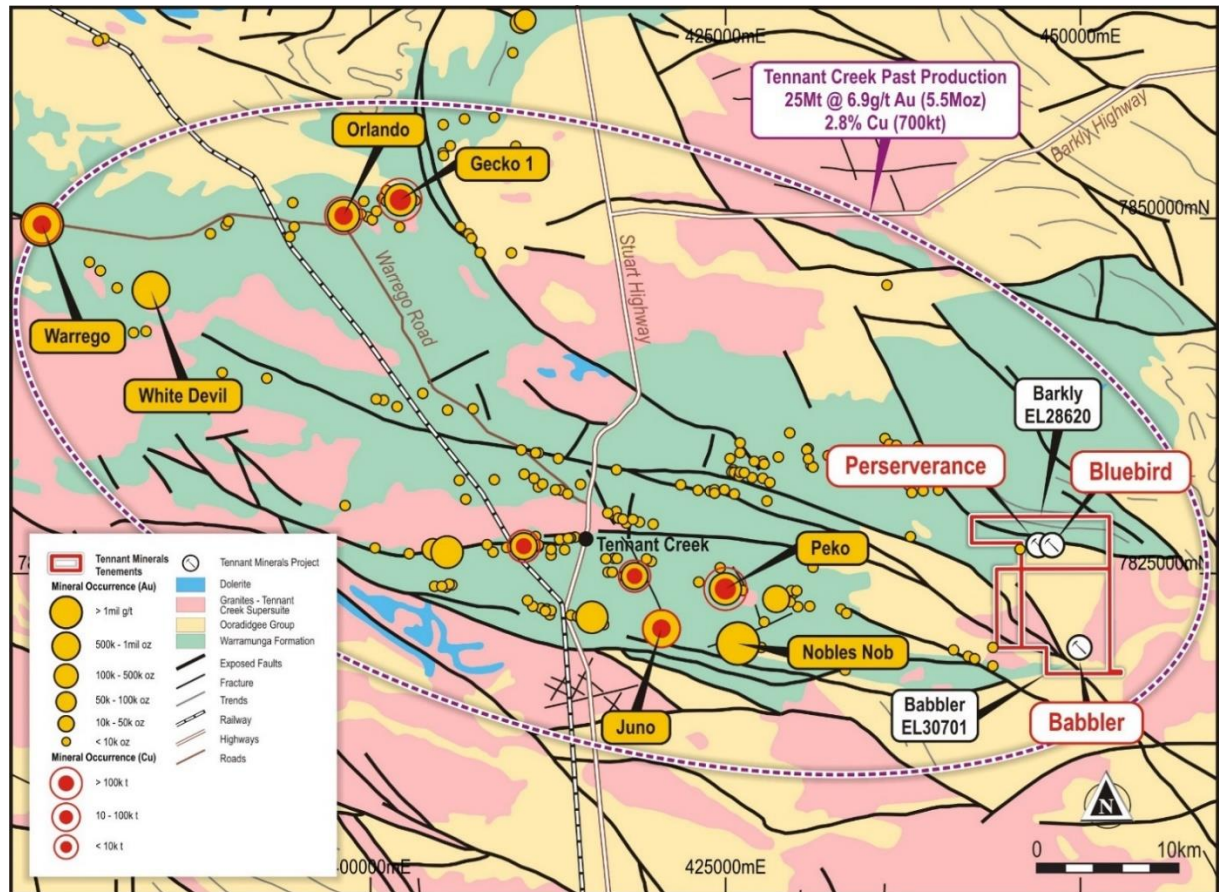 425000mE
450000mE
Tennant Creek Past Production
25Mt @ 6.9g/t Au (5.5Moz)
2.8% Cu (700kt)
Barkly Highway
Orlando
Gecko 1
7850000mN
Stuart Highway
Warrego Road
Warrego
White Devil
Barkly
EL28620
Perserverance
Bluebird
Tennant Creek
Peko
7825000mN
Nobles Nob
Juno
Babbler
EL30701
Babbler
Tennant Minerals
Tenements
Mineral Occurrence (Au)
> 1mil g/t
500k - 1mil oz
100k - 500k oz
50k - 100k oz
10k - 50k oz
< 10k oz
Mineral Occurrence (Cu)
> 100k t
10 - 100k t
< 10k t
Tennant Minerals Project
Dolerite
Granites - Tennant
Creek Supersuite
Ooradidgee Group
Warramunga Formation
Exposed Faults
Fracture
Trends
Railway
Highways
Roads
425000mE
N
0 10km